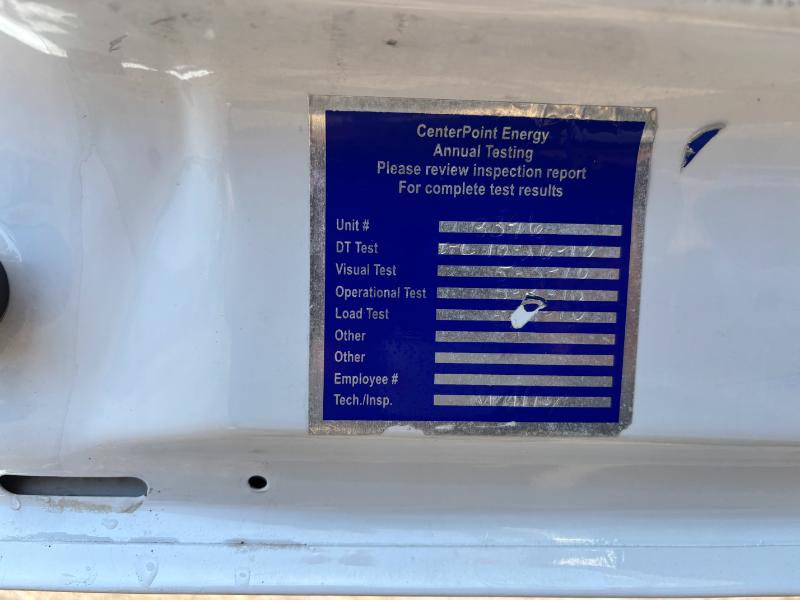 CenterPoint Energy
Annual Testing
Please review inspection report
For complete test results
Unit #
DT Test
Visual Test
Operational Test
Load Test
Other
Other
Employee #
Tech./Insp.